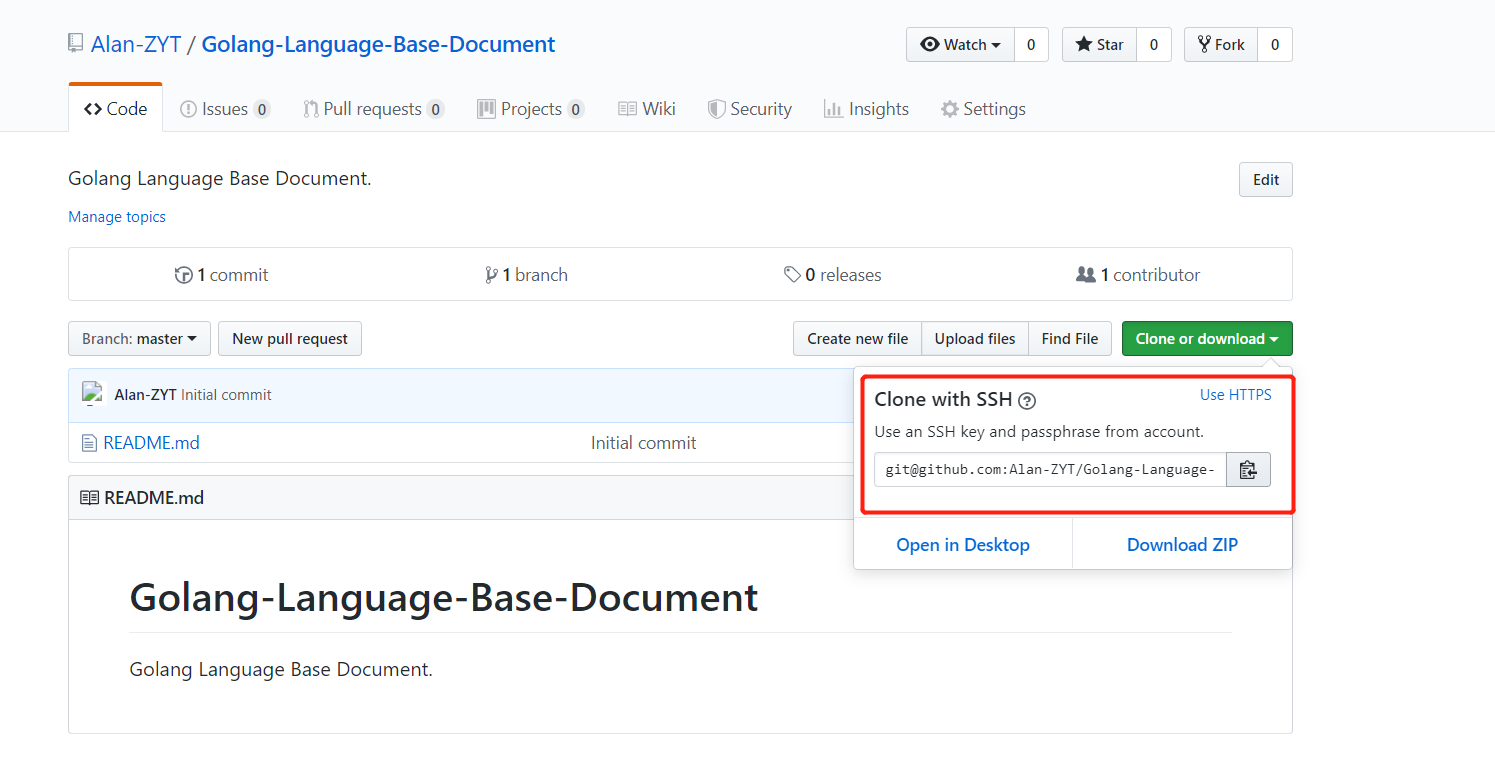 Alan-ZYT / Golang-Language-Base-Document
Watch 0 Star 0 Fork 0
Code Issues 0 Pull requests 0 Projects 0 Wiki Security Insights Settings
Golang Language Base Document.
Edit
Manage topics
1 commit 1 branch 0 releases 1 contributor
Branch: master New pull request Create new file Upload files Find File Clone or download
Alan-ZYT Initial commit
README.md Initial commit
Clone with SSH ? Use HTTPS
Use an SSH key and passphrase from account.
git@github.com:Alan-ZYT/Golang-Language-
Open in Desktop Download ZIP
README.md
Golang-Language-Base-Document
Golang Language Base Document.